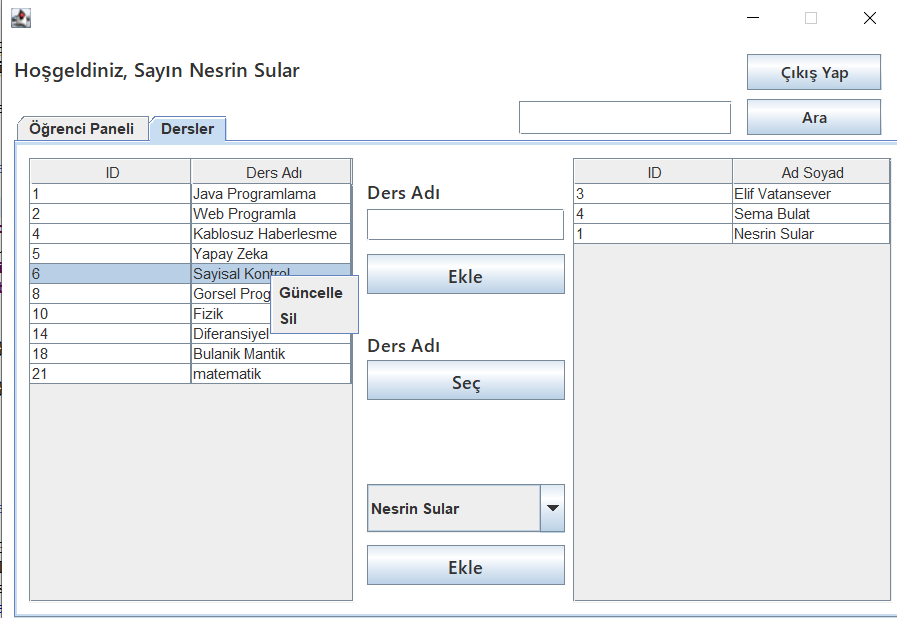 Hoşgeldiniz, Sayın Nesrin Sular
Çıkış Yap
Ara
Öğrenci Paneli
Dersler
ID Ders Adı
1 Java Programlama
2 Web Programla
4 Kablosuz Haberlesme
5 Yapay Zeka
6 Sayisal Kontrol
8 Gorsel Prog
10 Fizik
14 Diferansiyel
18 Bulanik Mantik
21 matematik
Güncelle
Sil
Ders Adı
Ekle
Ders Adı
Seç
Nesrin Sular
Ekle
ID Ad Soyad
3 Elif Vatansever
4 Sema Bulat
1 Nesrin Sular